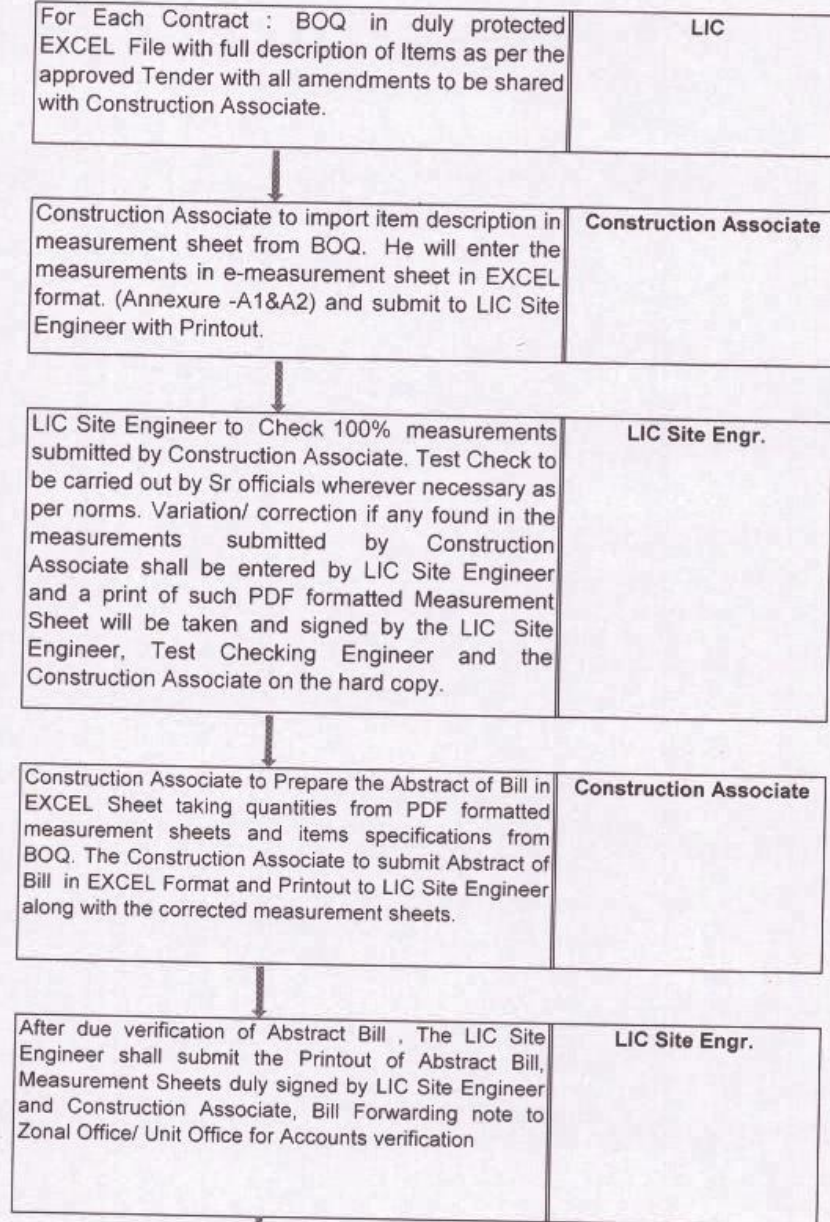 For Each Contract : BOQ in duly protected
EXCEL File with full description of Items as per the
approved Tender with all amendments to be shared
with Construction Associate.
LIC
Construction Associate to import item description in
measurement sheet from BOQ. He will enter the
measurements in e-measurement sheet in EXCEL
format. (Annexure -A1&A2) and submit to LIC Site
Engineer with Printout.
Construction Associate
LIC Site Engineer to Check 100% measurements
submitted by Construction Associate. Test Check to
be carried out by Sr officials wherever necessary as
per norms. Variation/ correction if any found in the
measurements submitted by Construction
Associate shall be entered by LIC Site Engineer
and a print of such PDF formatted Measurement
Sheet will be taken and signed by the LIC Site
Engineer, Test Checking Engineer and the
Construction Associate on the hard copy.
LIC Site Engr.
Construction Associate to Prepare the Abstract of Bill in
EXCEL Sheet taking quantities from PDF formatted
measurement sheets and items specifications from
BOQ. The Construction Associate to submit Abstract of
Bill in EXCEL Format and Printout to LIC Site Engineer
along with the corrected measurement sheets.
Construction Associate
After due verification of Abstract Bill , The LIC Site
Engineer shall submit the Printout of Abstract Bill,
Measurement Sheets duly signed by LIC Site Engineer
and Construction Associate, Bill Forwarding note to
Zonal Office/ Unit Office for Accounts verification
LIC Site Engr.